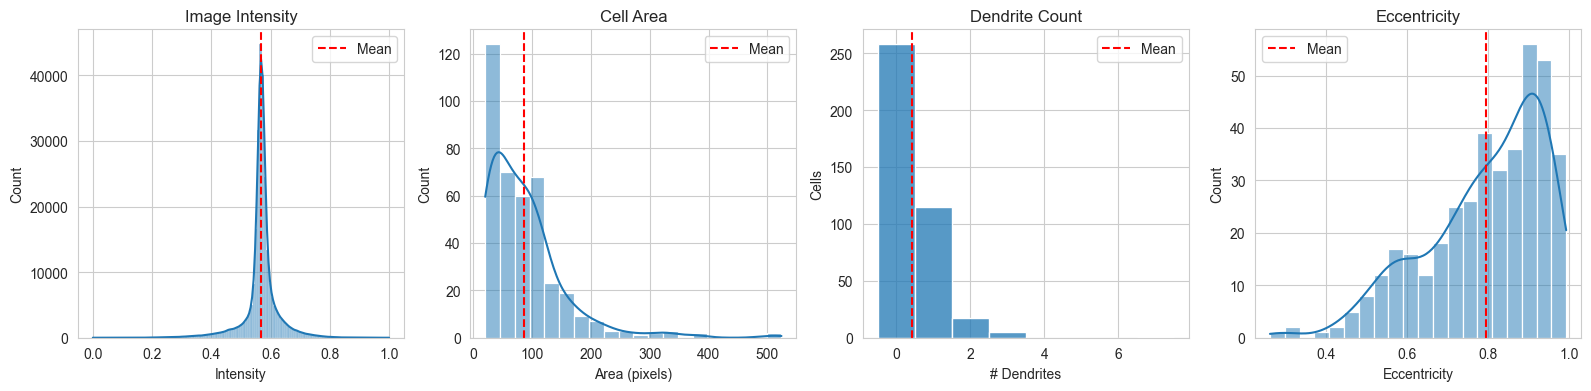 Image Intensity
Mean
40000
30000
20000
10000
0
Count
0.0 0.2 0.4 0.6 0.8 1.0
Intensity
Cell Area
Mean
120
100
80
60
40
20
0
Count
0 100 200 300 400 500
Area (pixels)
Dendrite Count
Mean
250
200
150
100
50
0
Cells
0 2 4 6
# Dendrites
Eccentricity
Mean
50
40
30
20
10
0
Count
0.4 0.6 0.8 1.0
Eccentricity